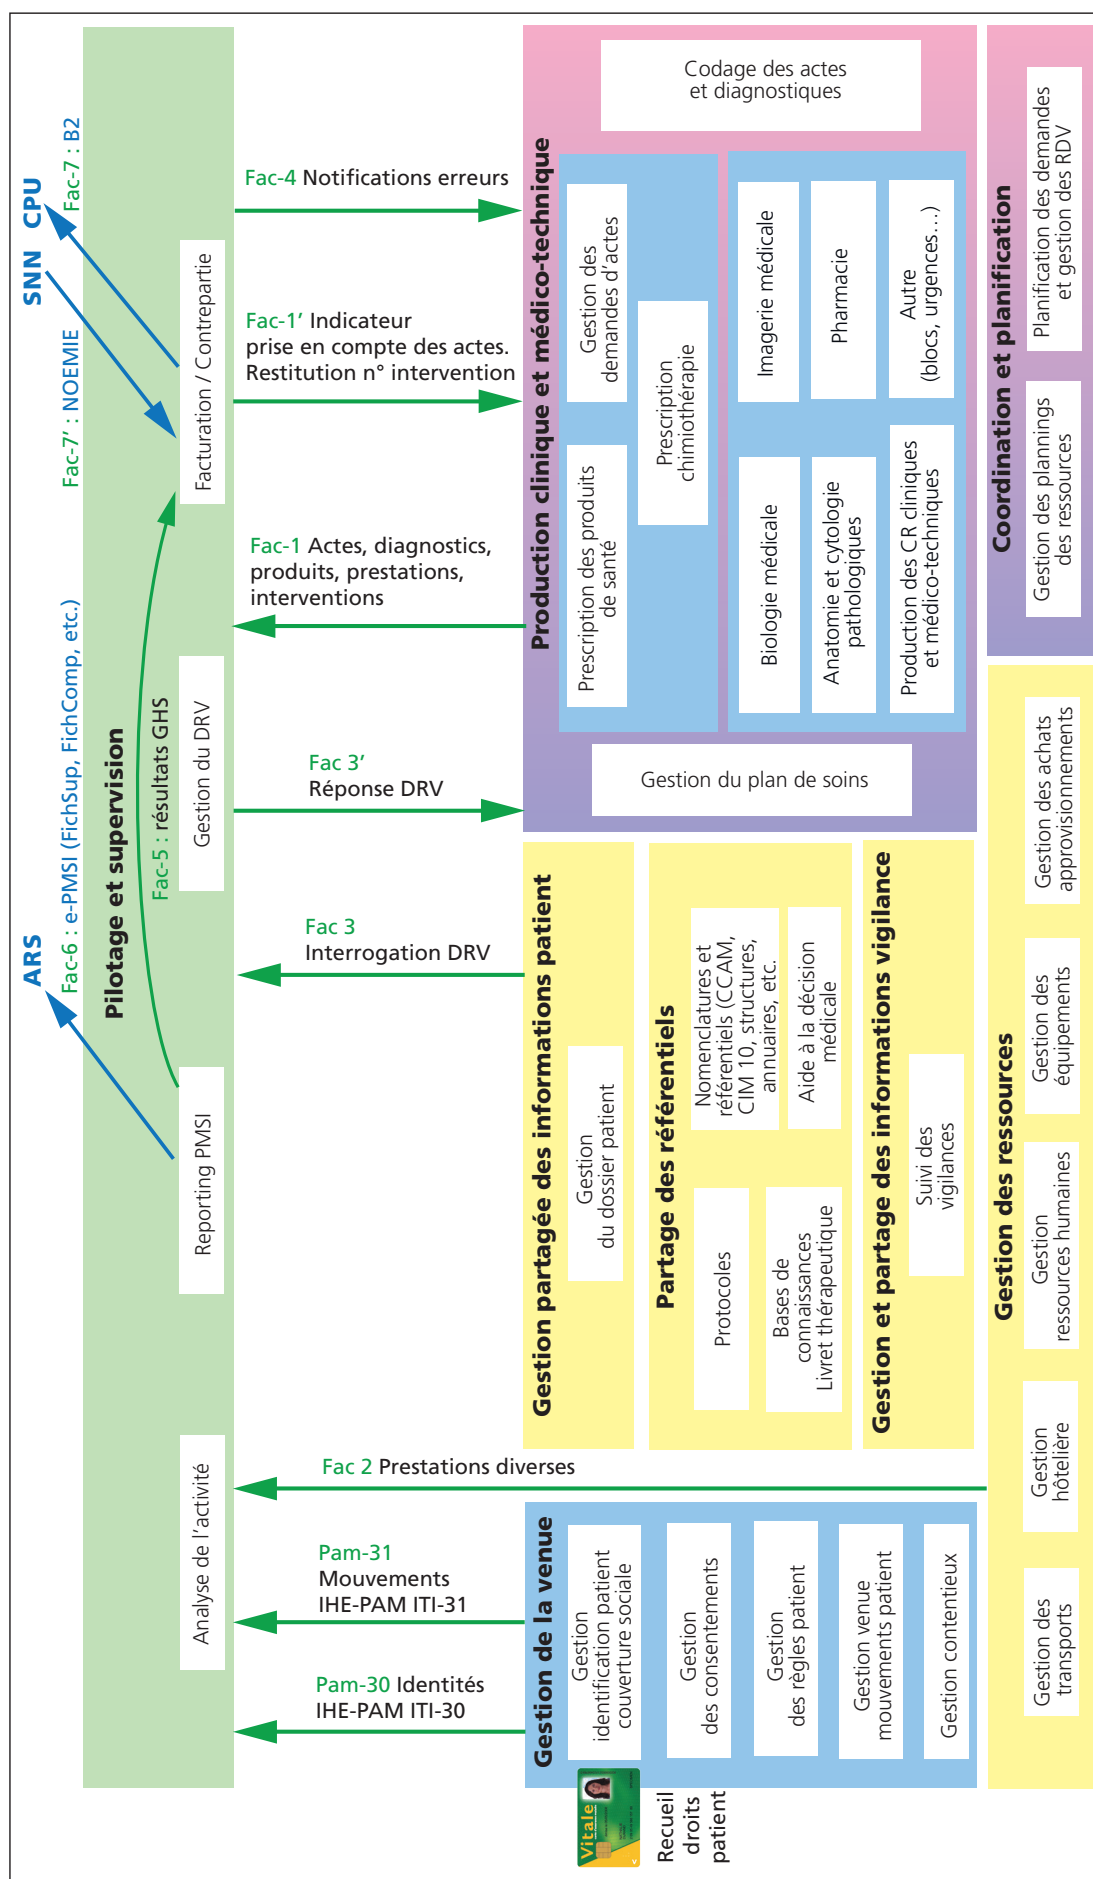 ARS
SNN CPU
Fac-6 : e-PMSI (FichSup, FichComp, etc.)
Fac-7’ : NOEMIE
Fac-7 : B2
Pilotage et supervision
Fac-5 : résultats GHS
Analyse de l’activité
Reporting PMSI
Gestion du DRV
Facturation / Contrepartie
Pam-30 Identités
IHE-PAM ITI-30
Pam-31
Mouvements
IHE-PAM ITI-31
Fac 2 Prestations diverses
Fac 3
Interrogation DRV
Fac 3’
Réponse DRV
Fac-1 Actes, diagnostics,
produits, prestations,
interventions
Fac-1’ Indicateur
prise en compte des actes.
Restitution n° intervention
Fac-4 Notifications erreurs
Vitale
Recueil
droits
patient
Gestion de la venue
Gestion
identification patient
couverture sociale
Gestion
des consentements
Gestion
des règles patient
Gestion venue
mouvements patient
Gestion contentieux
Gestion partagée des informations patient
Gestion
du dossier patient
Partage des référentiels
Protocoles
Nomenclatures et
référentiels (CCAM,
CIM 10, structures,
annuaires, etc.
Bases de
connaissances
Livret thérapeutique
Aide à la décision
médicale
Gestion et partage des informations vigilance
Suivi des
vigilances
Production clinique et médico-technique
Gestion du plan de soins
Prescription des produits
de santé
Gestion des
demandes d’actes
Prescription
chimiothérapie
Biologie médicale
Imagerie médicale
Anatomie et cytologie
pathologiques
Pharmacie
Production des CR cliniques
et médico-techniques
Autre
(blocs, urgences…)
Codage des actes
et diagnostiques
Gestion des ressources
Gestion des
transports
Gestion
hôtelière
Gestion
ressources humaines
Gestion des
équipements
Gestion des achats
approvisionnements
Coordination et planification
Gestion des plannings
des ressources
Planification des demandes
et gestion des RDV